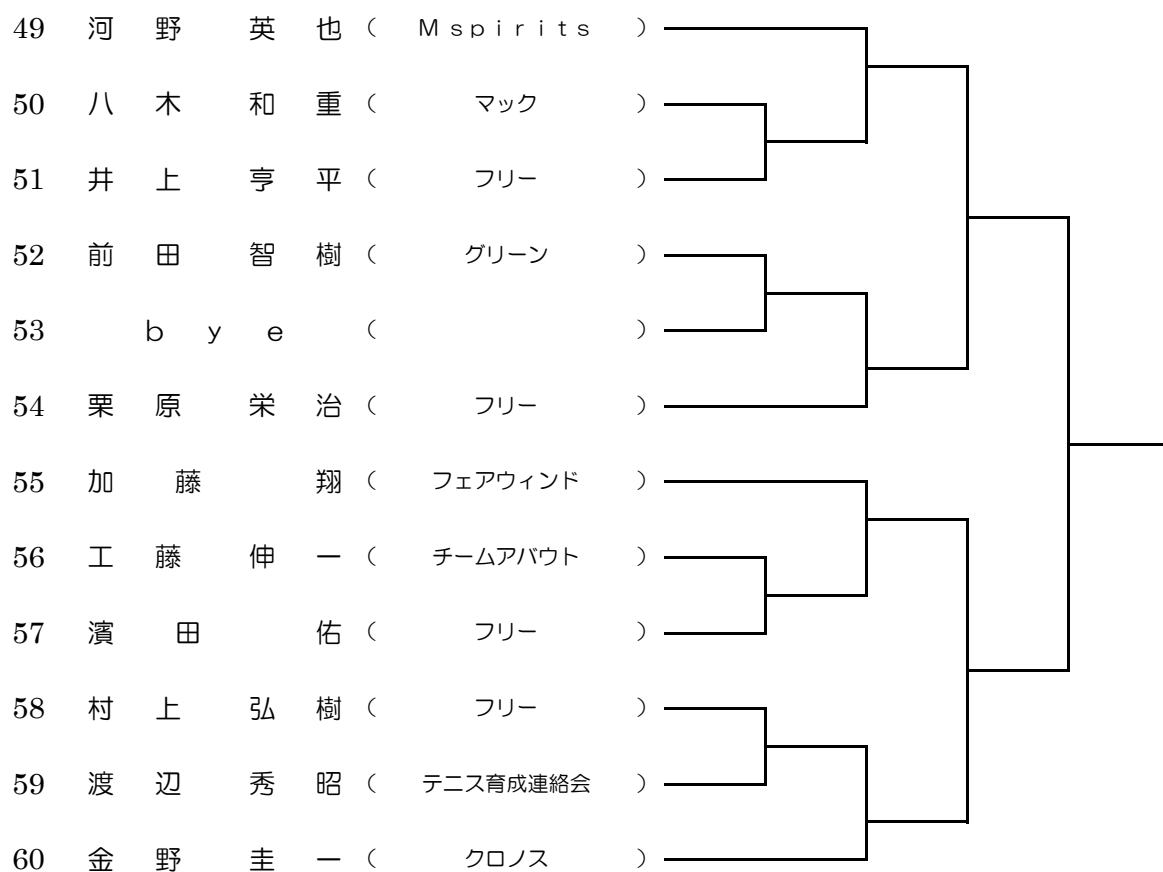 49 河野 英也 ( Mspirits )
50 八木 和重 ( マック )
51 井上 亨平 ( フリー )
52 前田 智樹 ( グリーン )
53 bye ( )
54 栗原 栄治 ( フリー )
55 加藤 翔 ( フェアウィンド )
56 工藤 伸一 ( チームアバウト )
57 濱田 佑 ( フリー )
58 村上 弘樹 ( フリー )
59 渡辺 秀昭 ( テニス育成連絡会 )
60 金野 圭一 ( クロノス )